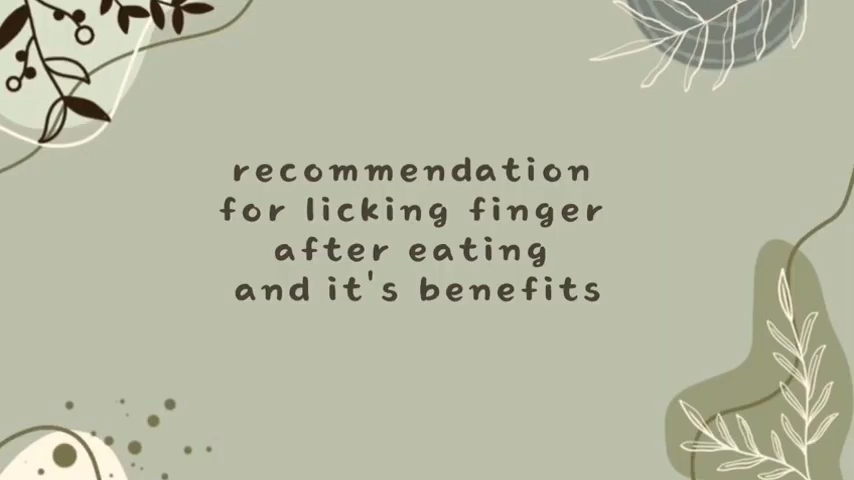 recommendation
for licking finger
after eating
and it's benefits